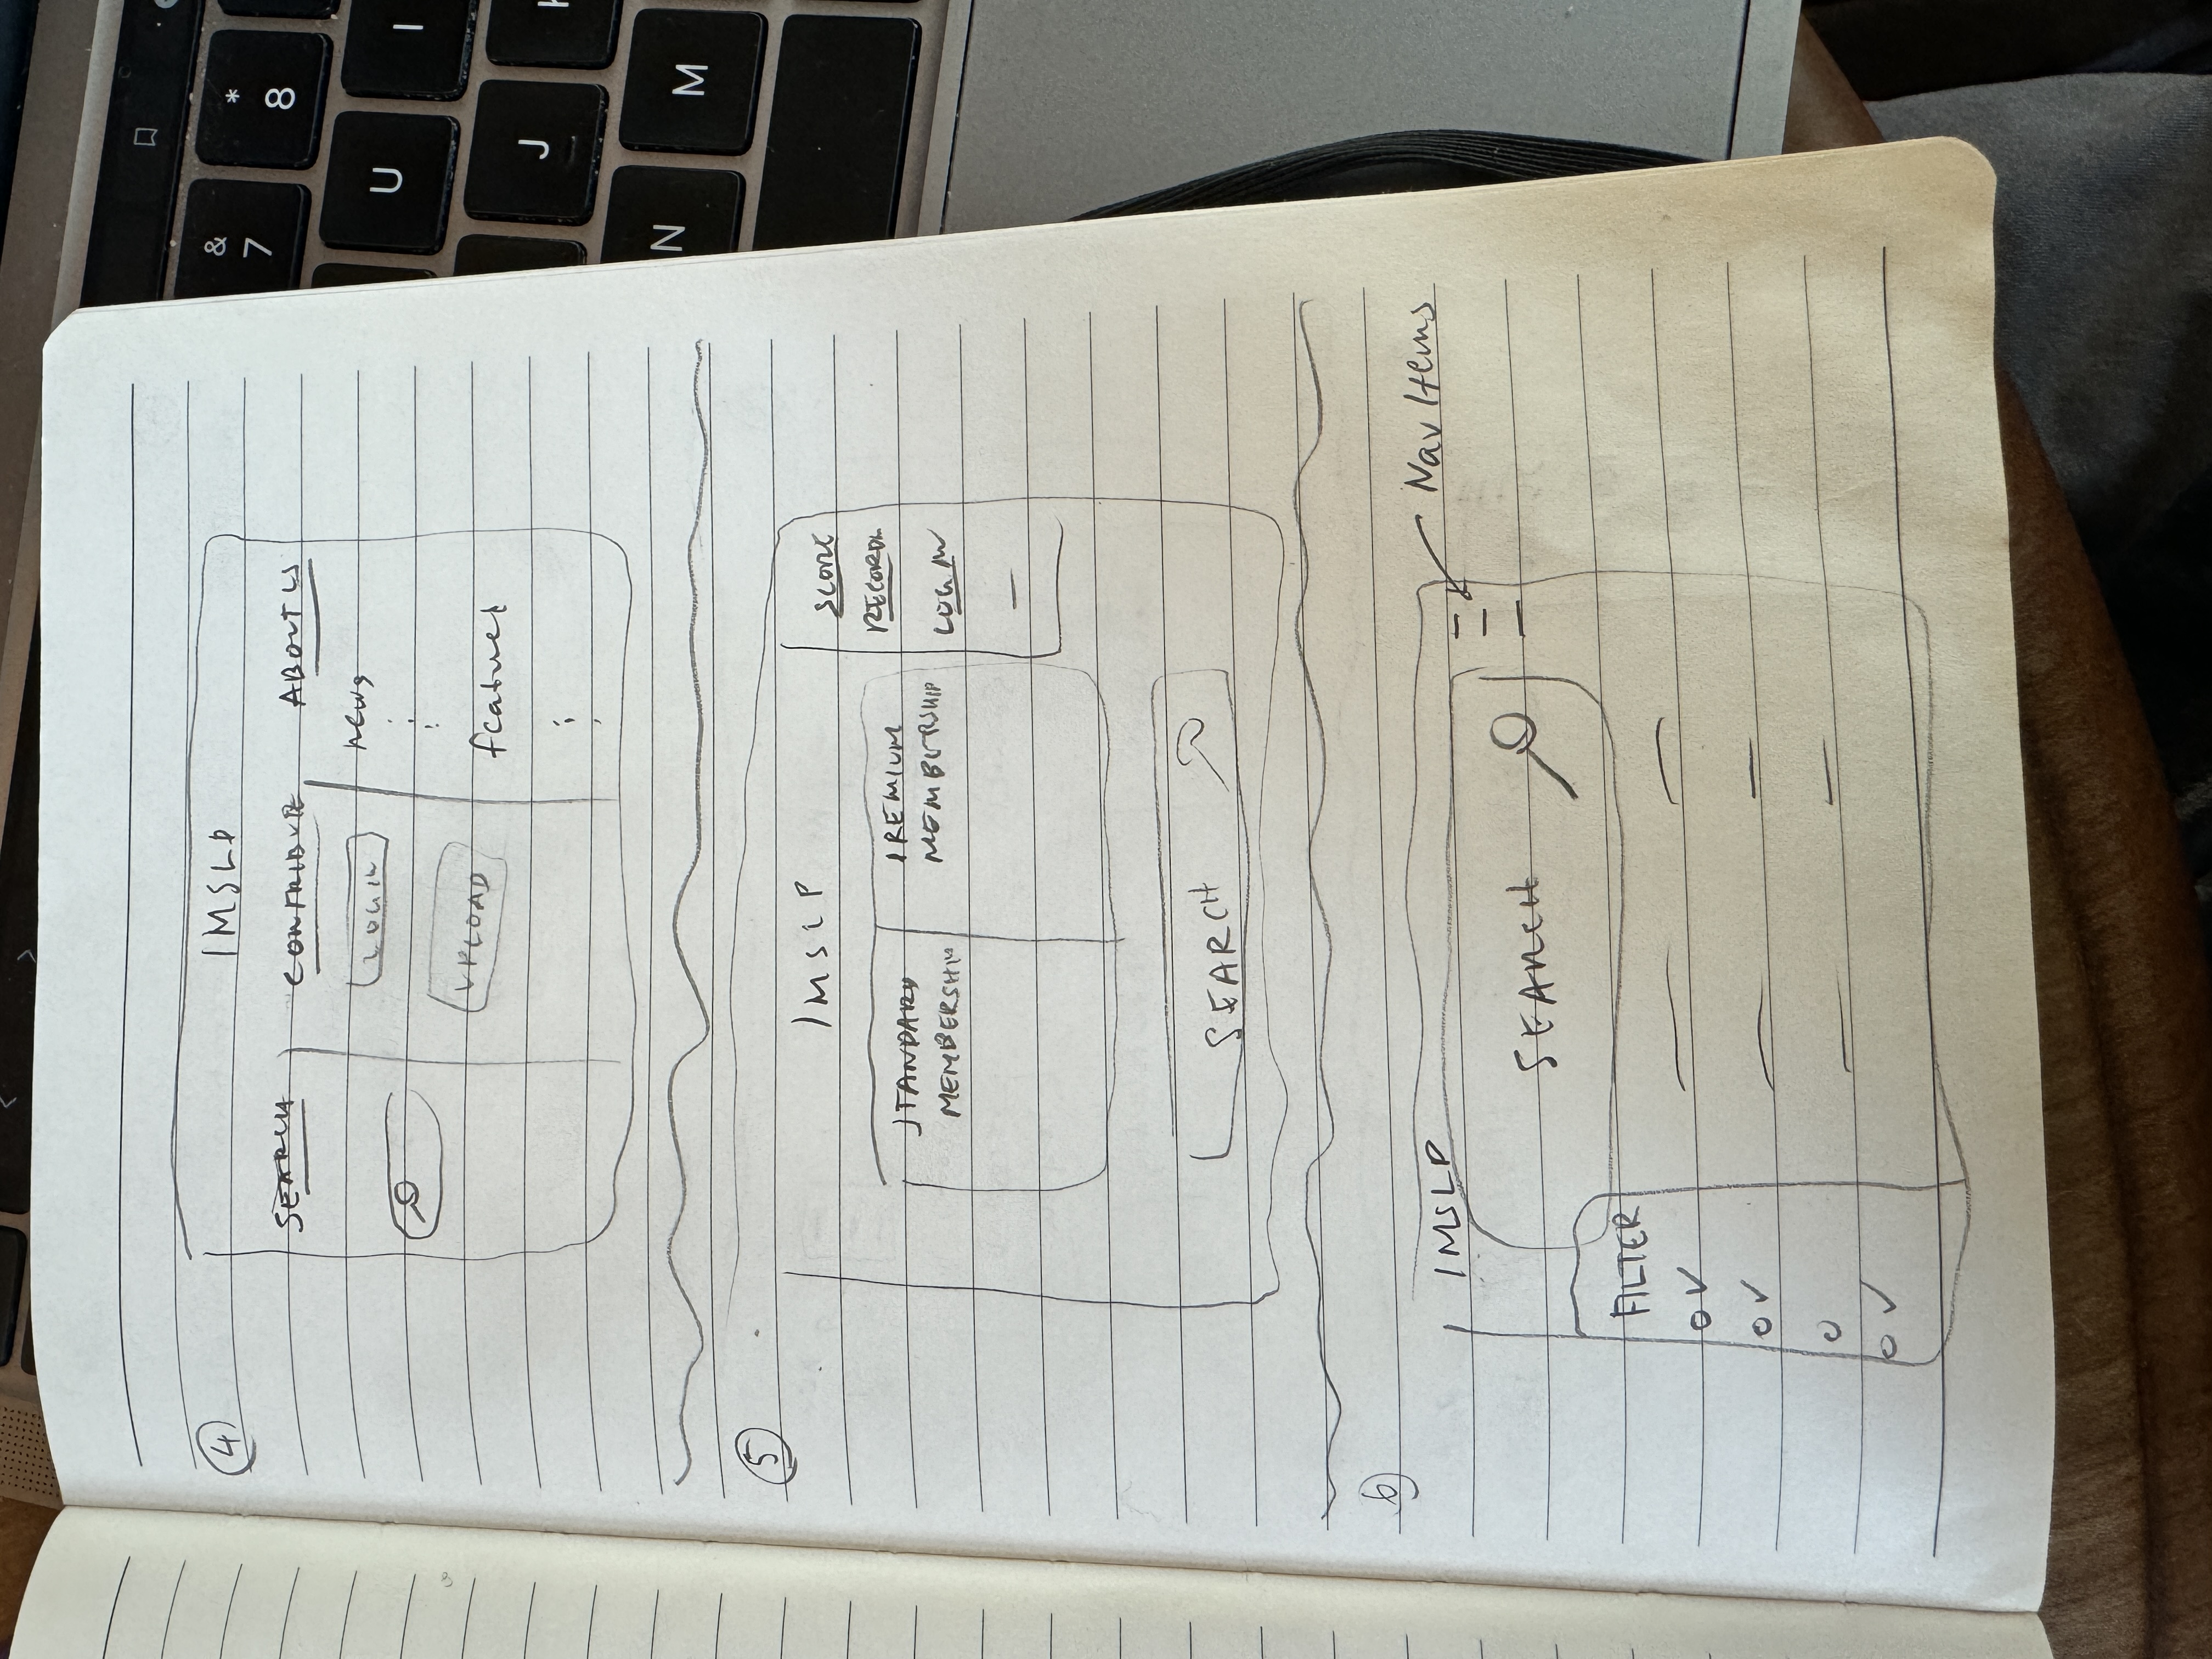 4
IMSLP
SEARCH CONTRIBUTE ABOUT US
LOGIN news
UPLOAD
features
5
IMSLP
SCORE
RECORDI
STANDARD PREMIUM
MEMBERSHIP MEMBERSHIP
LOGIN
SEARCH
6
IMSLP
Nav Items
SEARCH
FILTER
&
7
*
8
U
I
J
K
N
M